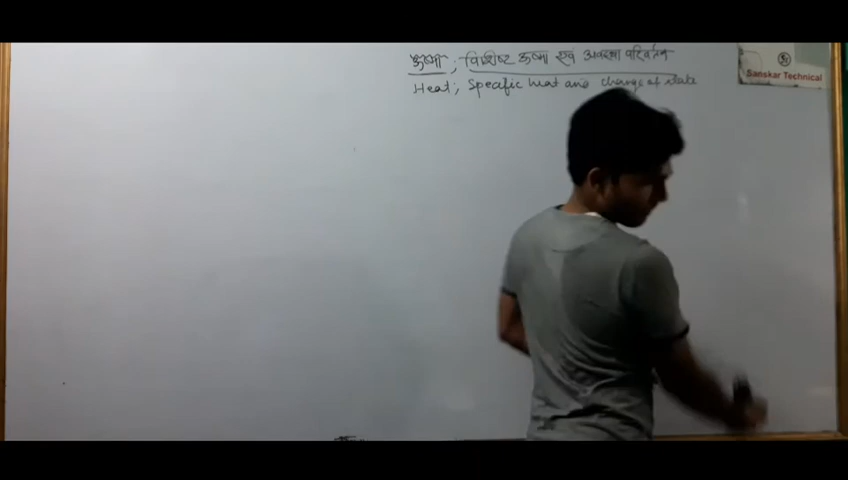 ऊष्मा; विशिष्ट ऊष्मा एवं अवस्था परिवर्तन
Heat; Specific heat and change of state
Sanskar Technical